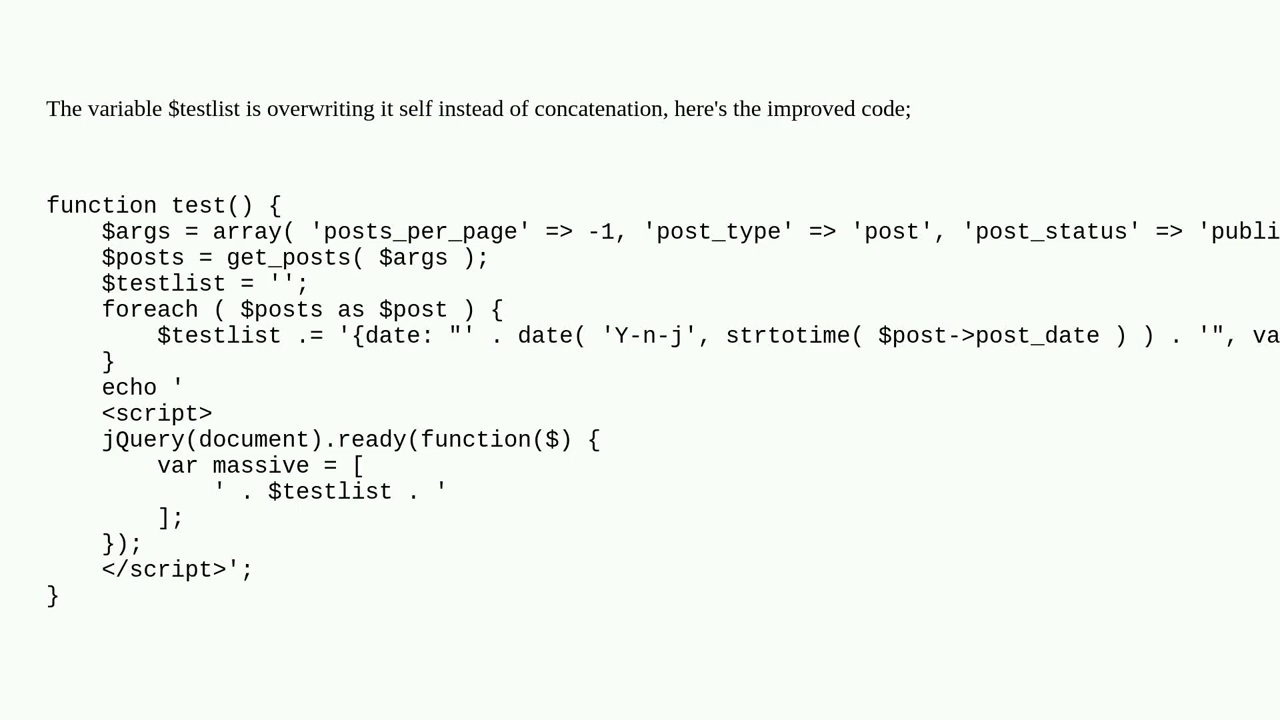 The variable $testlist is overwriting it self instead of concatenation, here's the improved code;
function test() {
    $args = array( 'posts_per_page' => -1, 'post_type' => 'post', 'post_status' => 'publi
    $posts = get_posts( $args );
    $testlist = '';
    foreach ( $posts as $post ) {
        $testlist .= '{date: "' . date( 'Y-n-j', strtotime( $post->post_date ) ) . '", va
    }
    echo '
    <script>
    jQuery(document).ready(function($) {
        var massive = [
            ' . $testlist . '
        ];
    });
    </script>';
}